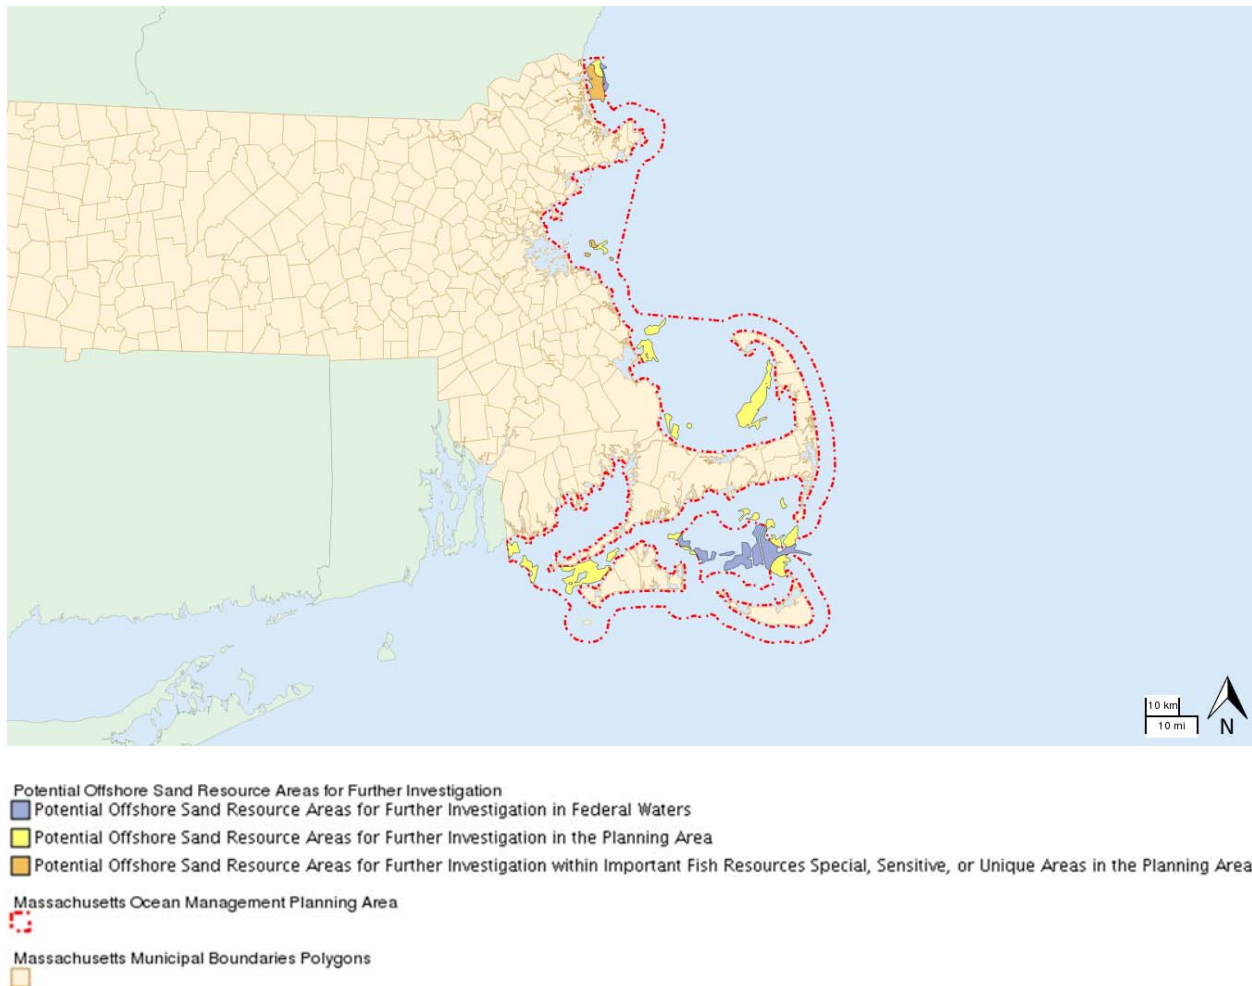 10 km
10 mi
N
Potential Offshore Sand Resource Areas for Further Investigation
Potential Offshore Sand Resource Areas for Further Investigation in Federal Waters
Potential Offshore Sand Resource Areas for Further Investigation in the Planning Area
Potential Offshore Sand Resource Areas for Further Investigation within Important Fish Resources Special, Sensitive, or Unique Areas in the Planning Area
Massachusetts Ocean Management Planning Area
Massachusetts Municipal Boundaries Polygons